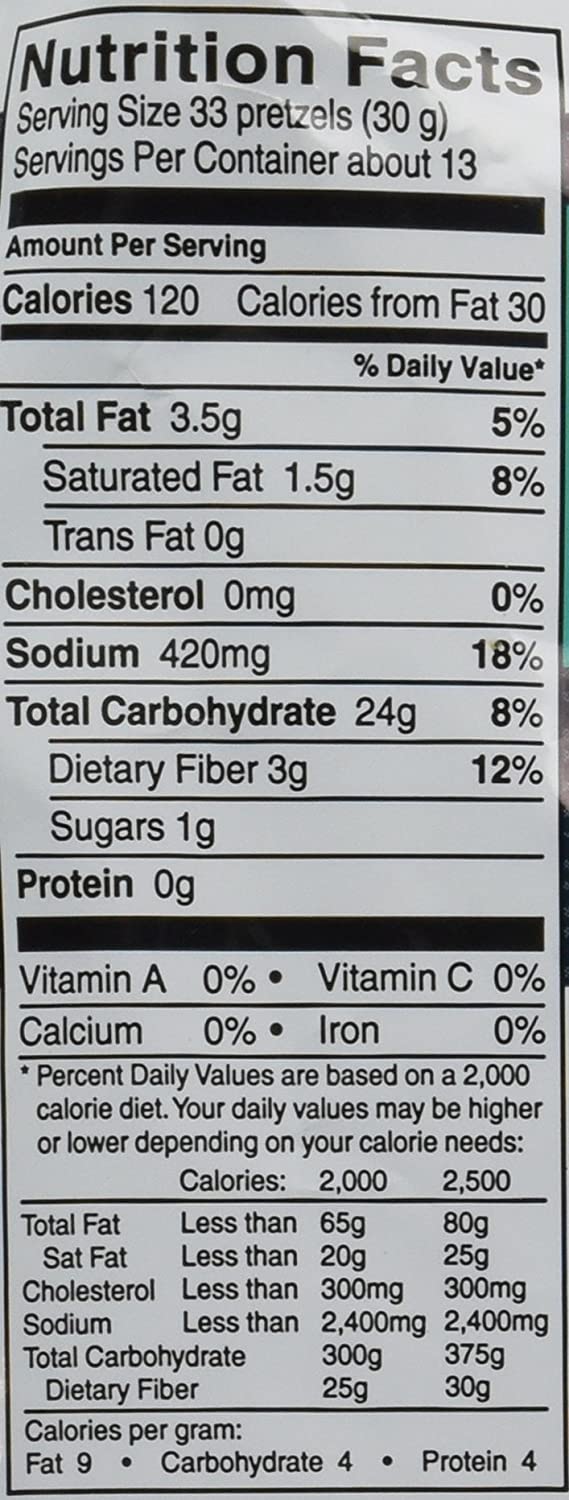 Nutrition Facts
Serving Size 33 pretzels (30 g)
Servings Per Container about 13
Amount Per Serving
Calories 120 Calories from Fat 30
% Daily Value*
Total Fat 3.5g 5%
Saturated Fat 1.5g 8%
Trans Fat 0g
Cholesterol 0mg 0%
Sodium 420mg 18%
Total Carbohydrate 24g 8%
Dietary Fiber 3g 12%
Sugars 1g
Protein 0g
Vitamin A 0% • Vitamin C 0%
Calcium 0% • Iron 0%
* Percent Daily Values are based on a 2,000
calorie diet. Your daily values may be higher
or lower depending on your calorie needs:
Calories: 2,000 2,500
Total Fat Less than 65g 80g
Sat Fat Less than 20g 25g
Cholesterol Less than 300mg 300mg
Sodium Less than 2,400mg 2,400mg
Total Carbohydrate 300g 375g
Dietary Fiber 25g 30g
Calories per gram:
Fat 9 • Carbohydrate 4 • Protein 4